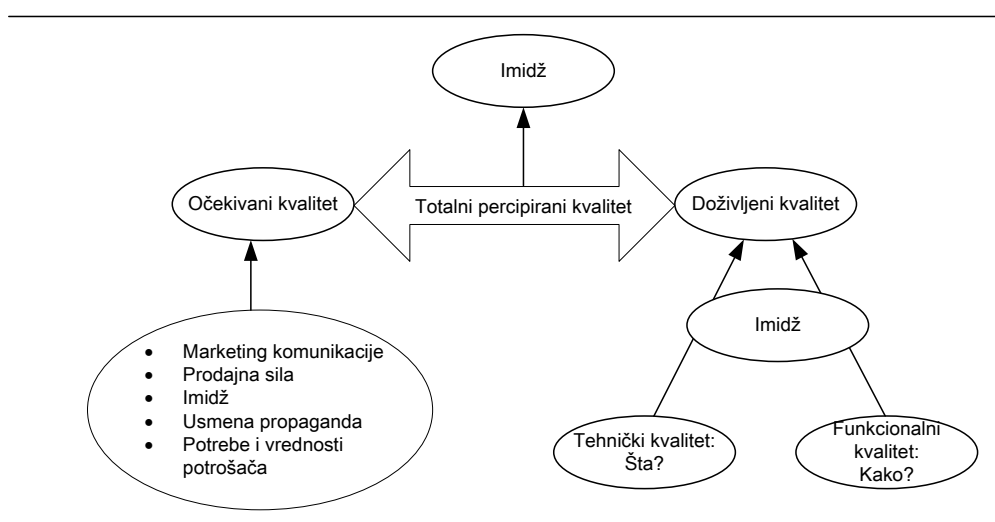 Imidž
Očekivani kvalitet
Totalni percipirani kvalitet
Doživljeni kvalitet
Imidž
• Marketing komunikacije
• Prodajna sila
• Imidž
• Usmena propaganda
• Potrebe i vrednosti
potrošača
Tehnički kvalitet:
Šta?
Funkcionalni
kvalitet:
Kako?